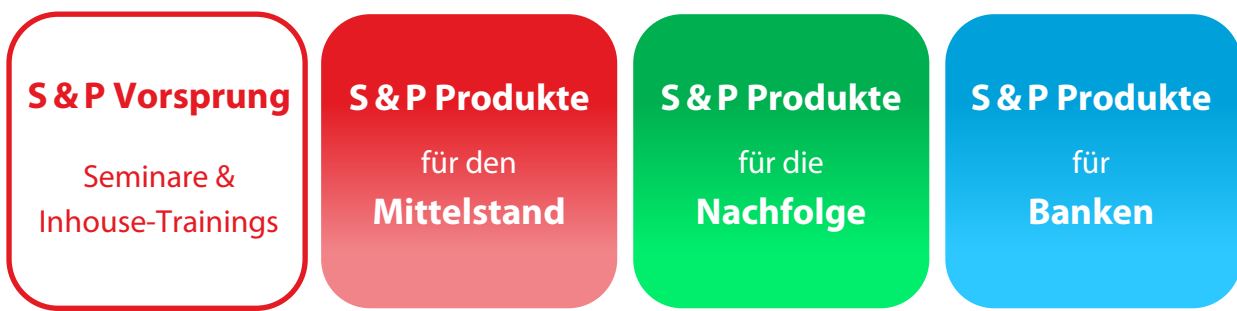 S & P Vorsprung
Seminare &
Inhouse-Trainings
S & P Produkte
für den
Mittelstand
S & P Produkte
für die
Nachfolge
S & P Produkte
für
Banken